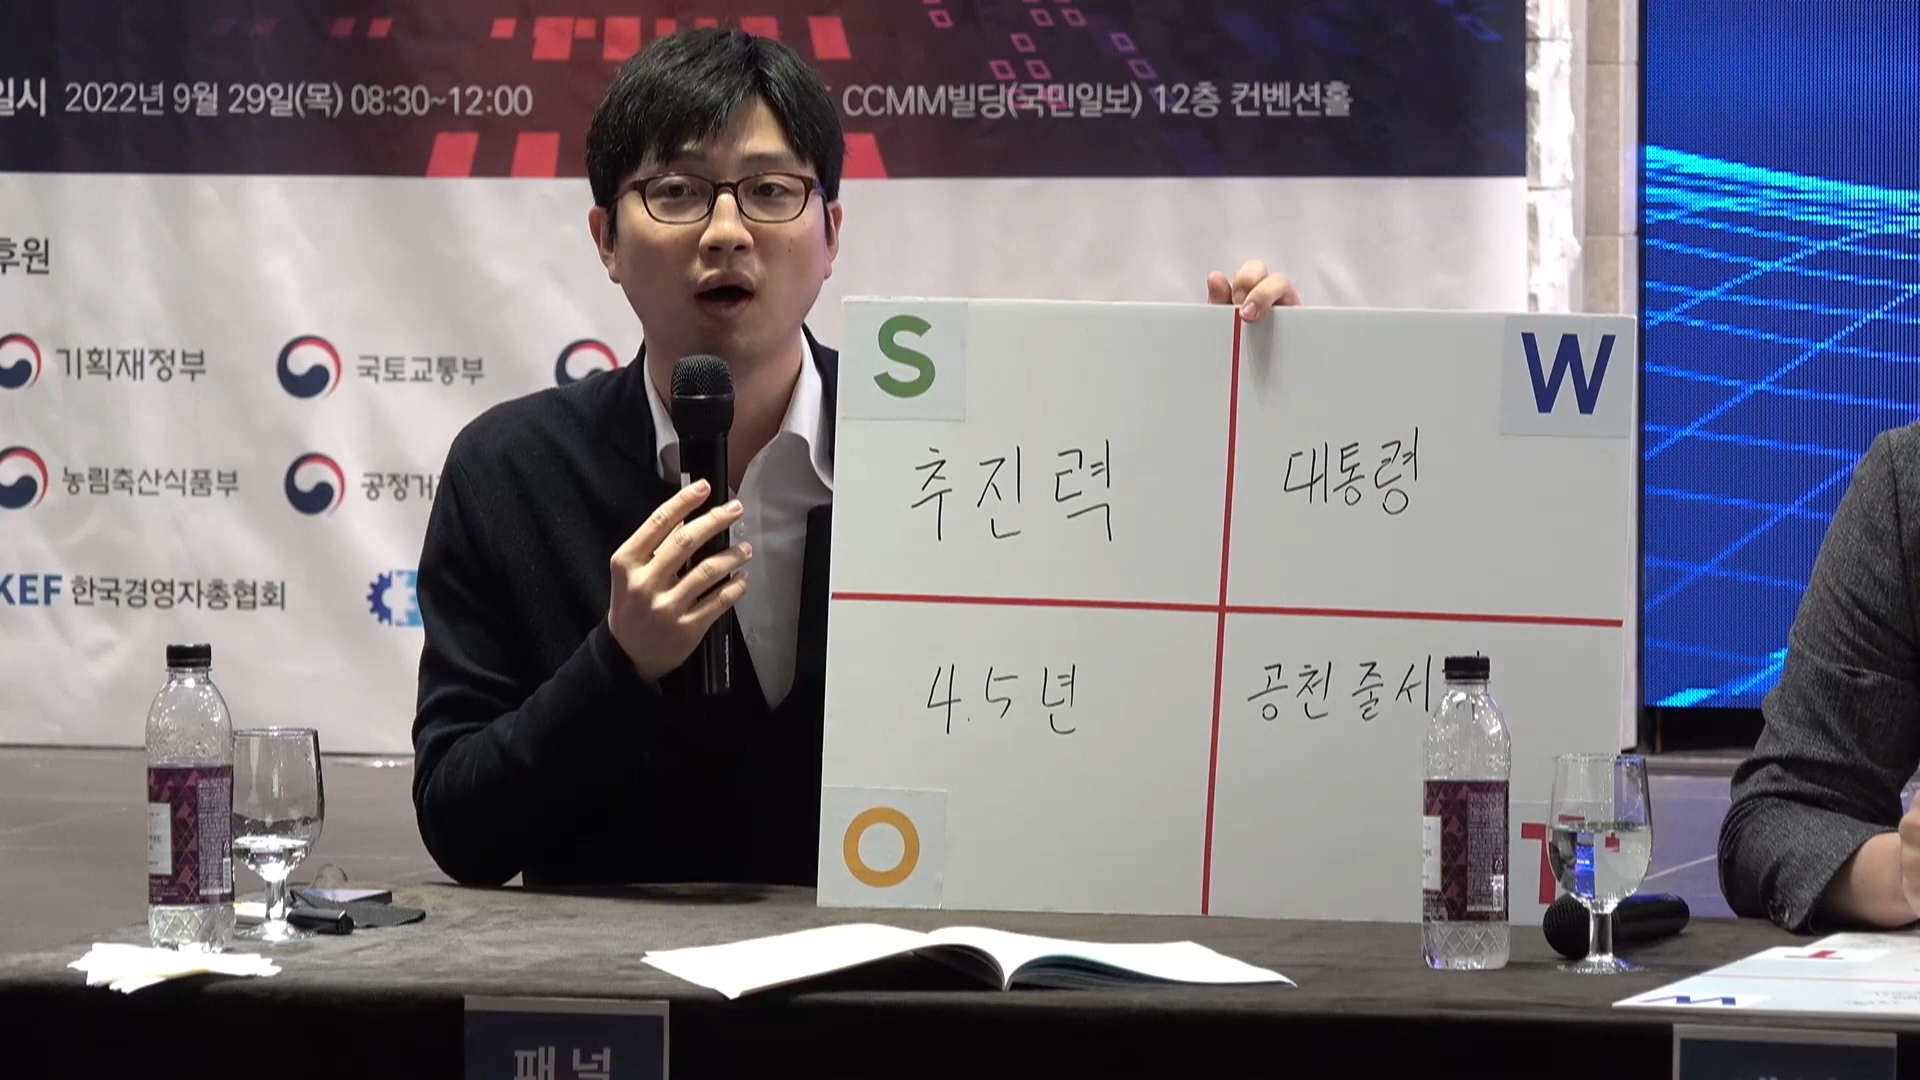 일시 2022년 9월 29일(목) 08:30~12:00
CCMM빌딩(국민일보) 12층 컨벤션홀
후원
기획재정부
국토교통부
농림축산식품부
공정거
KEF 한국경영자총협회
S
W
추진력
대통령
4.5년
공천 줄서
O
T
패널
T
W